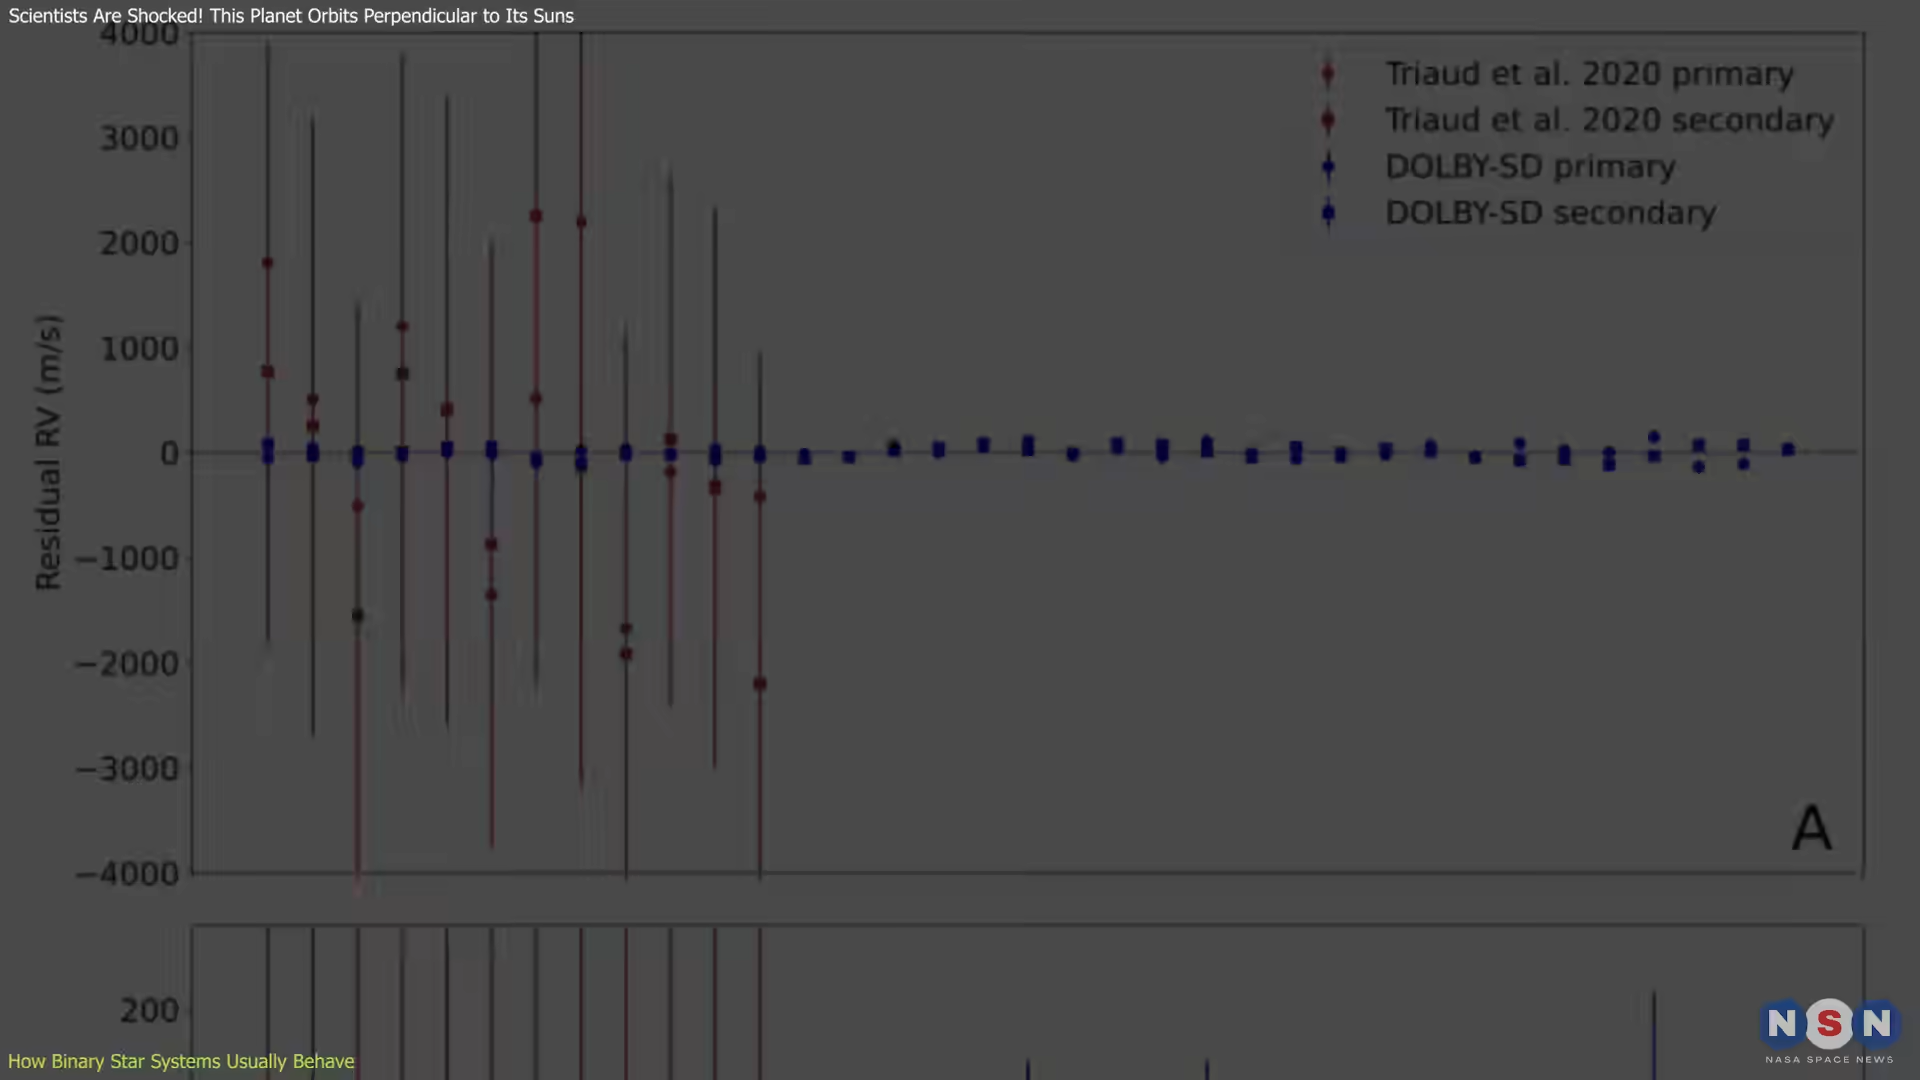 Scientists Are Shocked! This Planet Orbits Perpendicular to Its Suns
4000
3000
2000
1000
0
−1000
−2000
−3000
−4000
Residual RV (m/s)
Triaud et al. 2020 primary
Triaud et al. 2020 secondary
DOLBY-SD primary
DOLBY-SD secondary
A
200
How Binary Star Systems Usually Behave
NSN
NASA SPACE NEWS